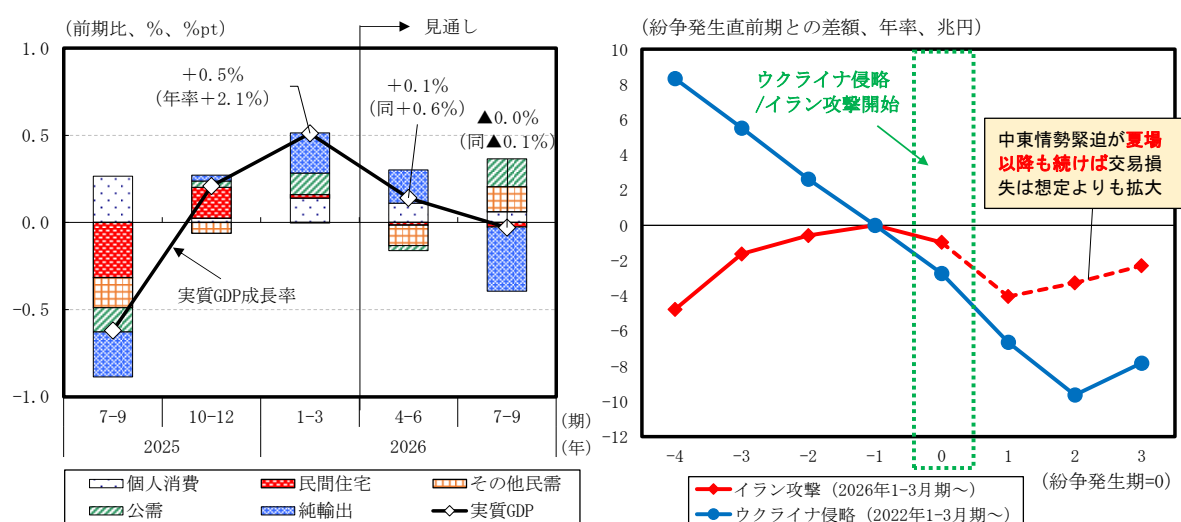 (前期比、%、%pt)
見通し
1.0
0.5
0.0
-0.5
-1.0
+0.5%
(年率+2.1%)
+0.1%
(同+0.6%)
▲0.0%
(同▲0.1%)
実質GDP成長率
7-9
10-12
1-3
4-6
7-9
(期)
2025
2026
(年)
個人消費
民間住宅
その他民需
公需
純輸出
実質GDP
(紛争発生直前期との差額、年率、兆円)
10
8
6
4
2
0
-2
-4
-6
-8
-10
-12
ウクライナ侵略
/イラン攻撃開始
中東情勢緊迫が夏場
以降も続けば交易損
失は想定よりも拡大
-4
-3
-2
-1
0
1
2
3
(紛争発生期=0)
イラン攻撃(2026年1-3月期~)
ウクライナ侵略(2022年1-3月期~)